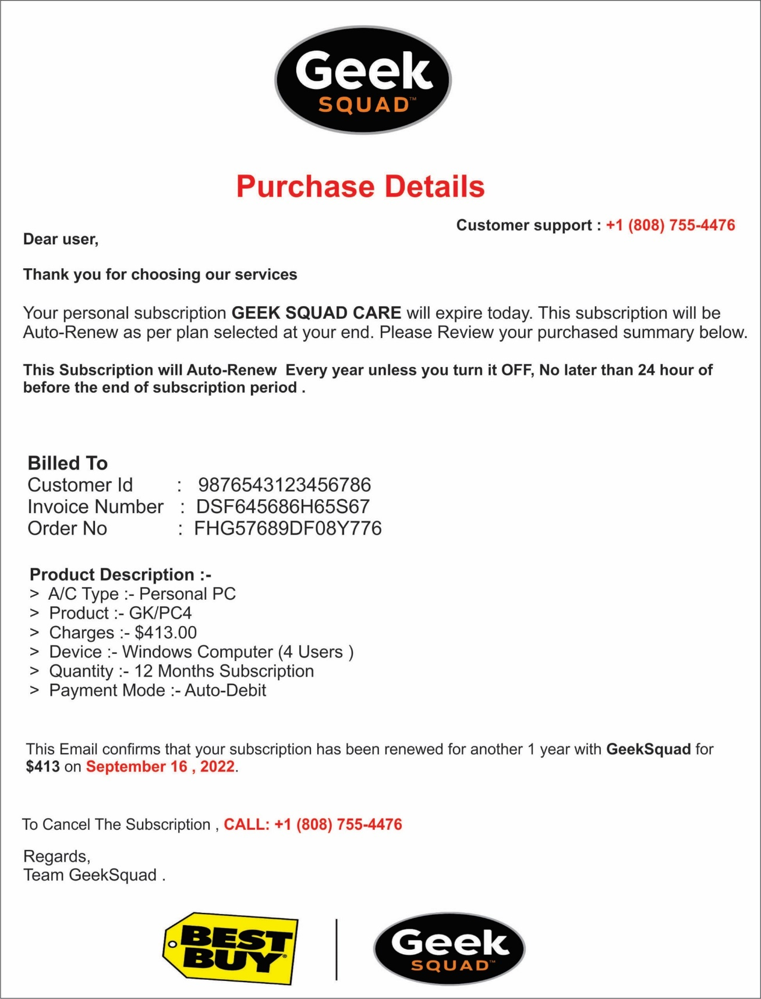 Geek
SQUAD™
Purchase Details
Customer support : +1 (808) 755-4476
Dear user,
Thank you for choosing our services
Your personal subscription GEEK SQUAD CARE will expire today. This subscription will be
Auto-Renew as per plan selected at your end. Please Review your purchased summary below.
This Subscription will Auto-Renew Every year unless you turn it OFF, No later than 24 hour of
before the end of subscription period .
Billed To
Customer Id : 9876543123456786
Invoice Number : DSF645686H65S67
Order No : FHG57689DF08Y776
Product Description :-
> A/C Type :- Personal PC
> Product :- GK/PC4
> Charges :- $413.00
> Device :- Windows Computer (4 Users )
> Quantity :- 12 Months Subscription
> Payment Mode :- Auto-Debit
This Email confirms that your subscription has been renewed for another 1 year with GeekSquad for
$413 on September 16 , 2022.
To Cancel The Subscription , CALL: +1 (808) 755-4476
Regards,
Team GeekSquad .
BEST
BUY®
Geek
SQUAD™